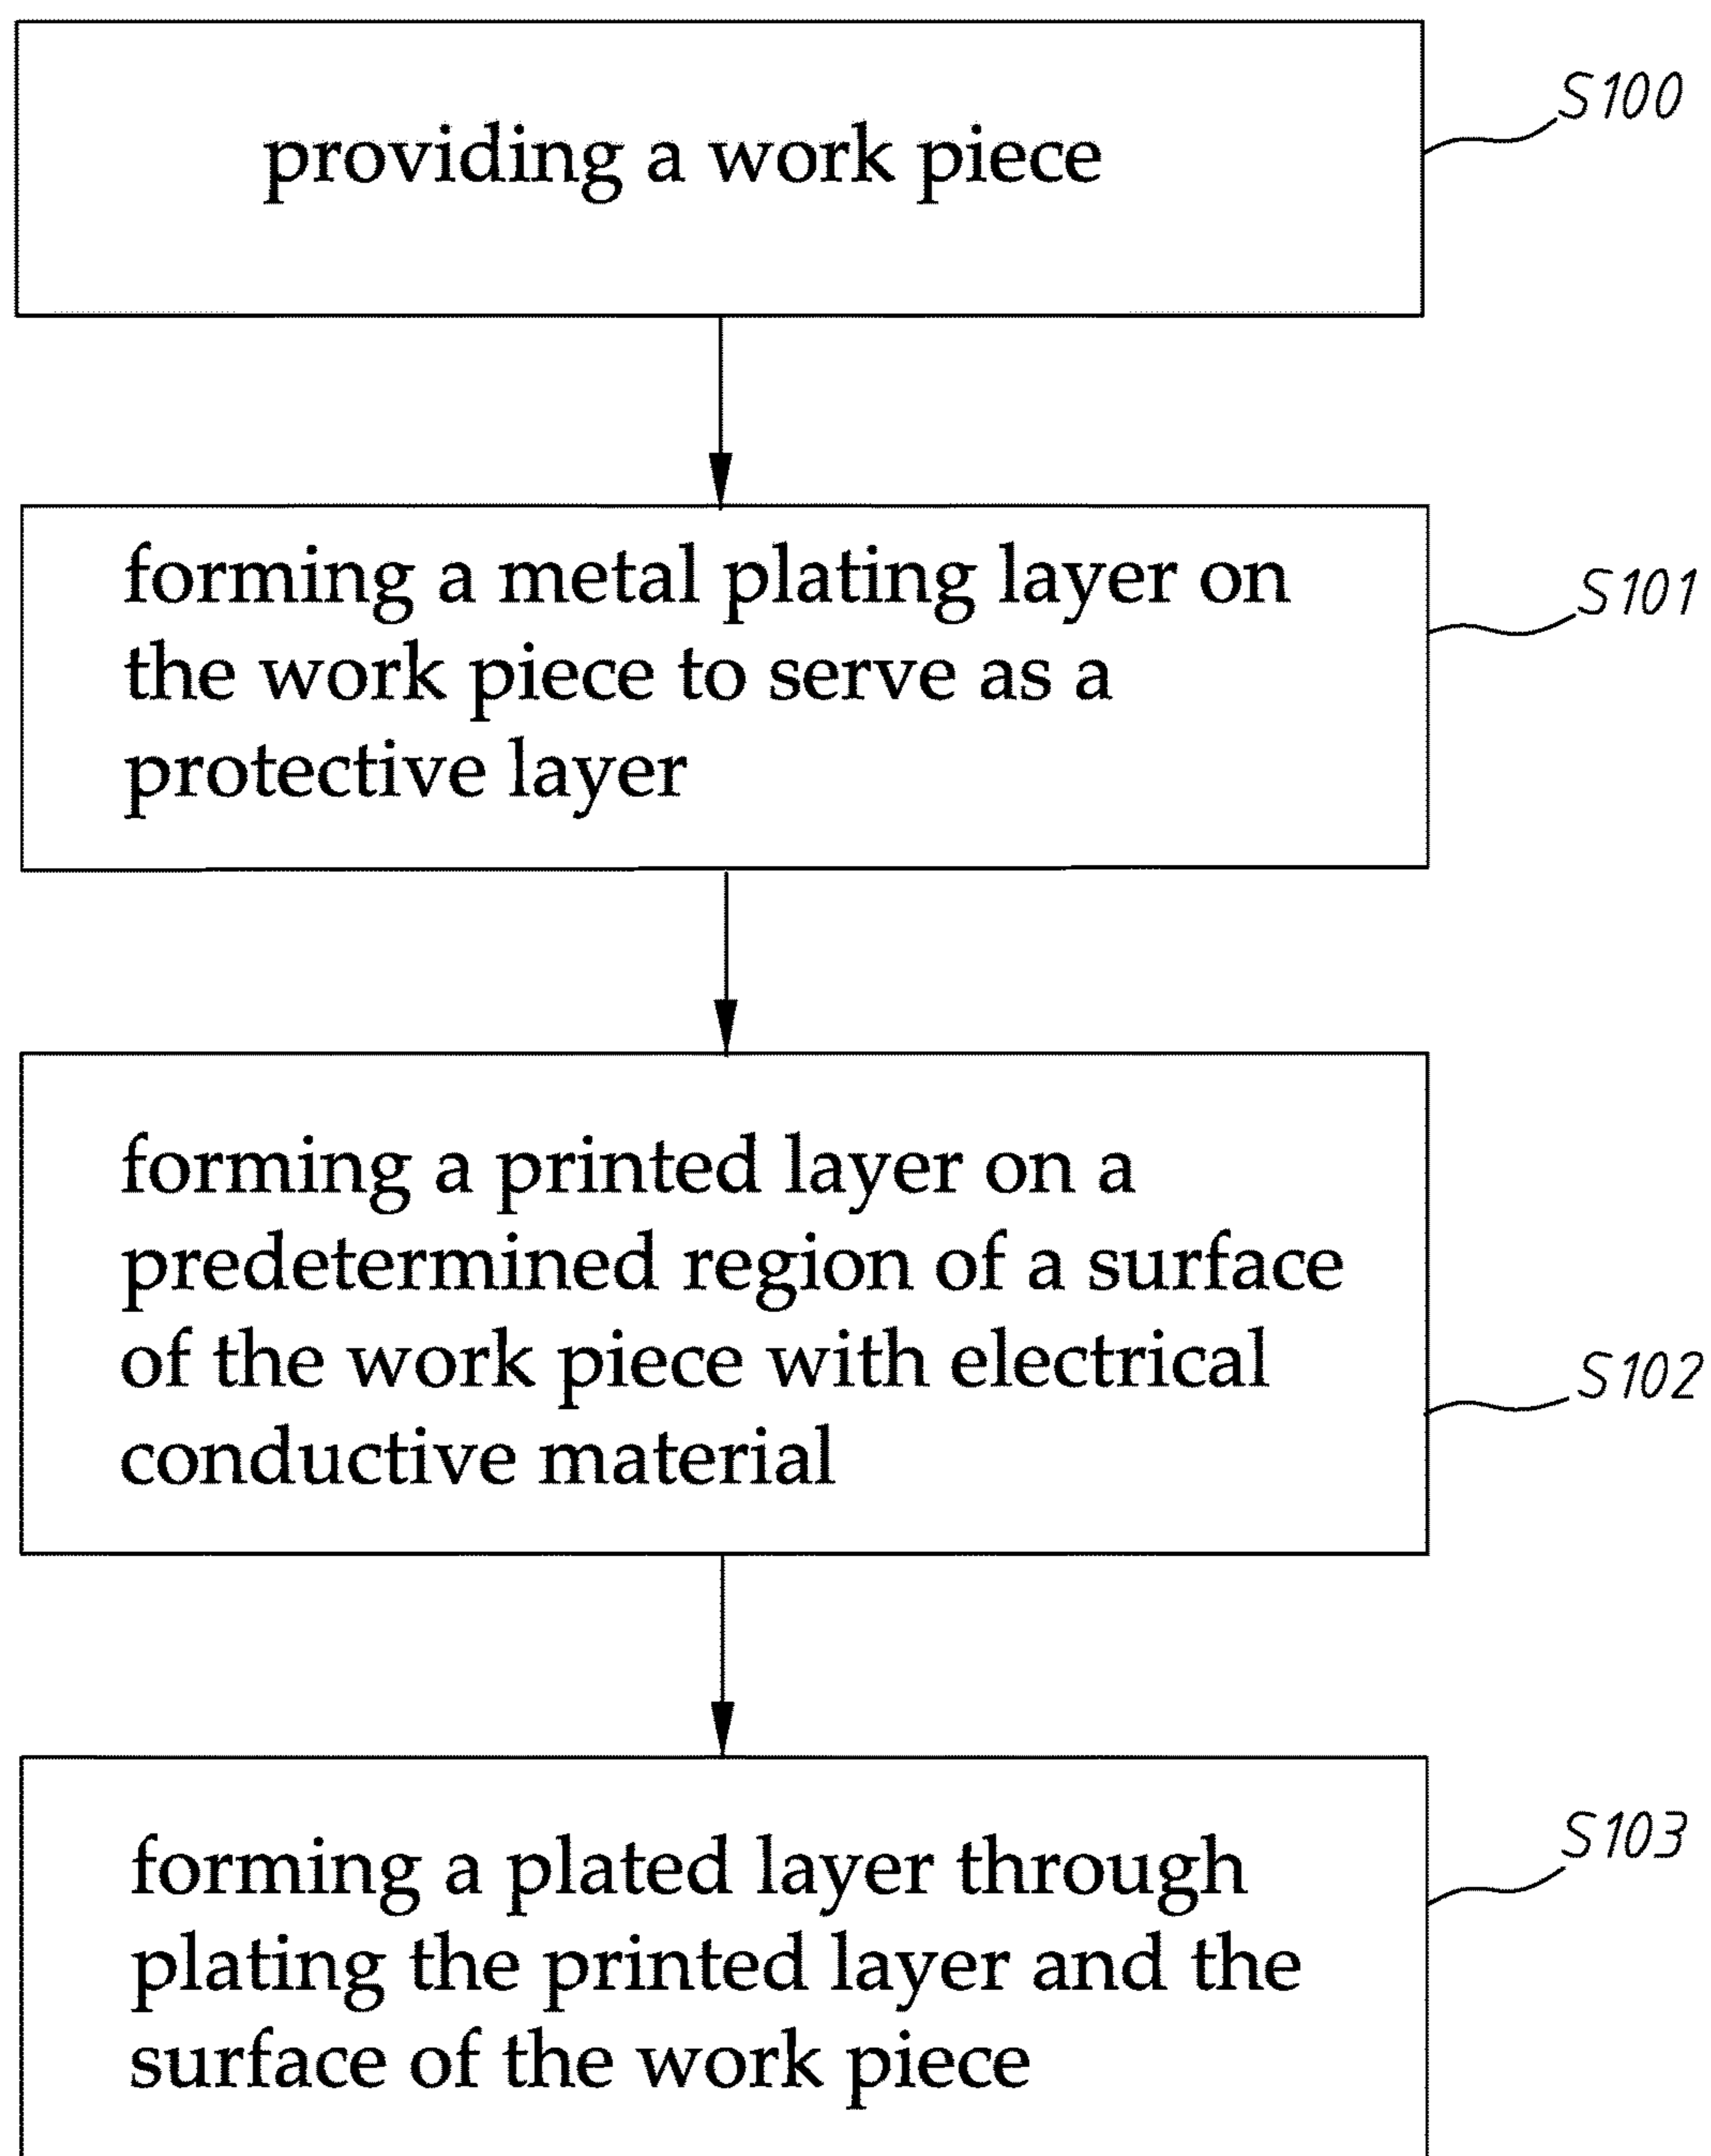 providing a work piece
S100
forming a metal plating layer on
the work piece to serve as a
protective layer
S101
forming a printed layer on a
predetermined region of a surface
of the work piece with electrical
conductive material
S102
forming a plated layer through
plating the printed layer and the
surface of the work piece
S103